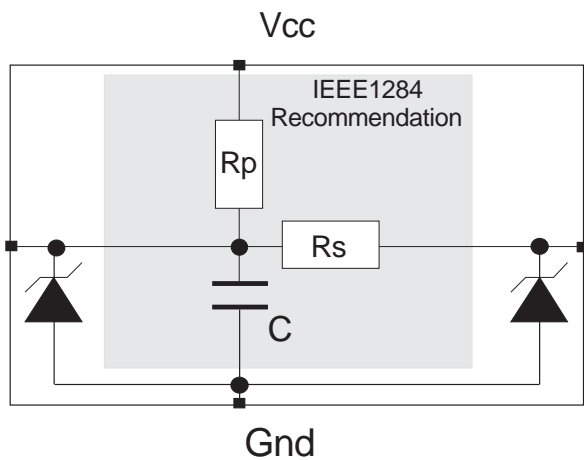 Vcc
IEEE1284
Recommendation
Rp
Rs
C
Gnd